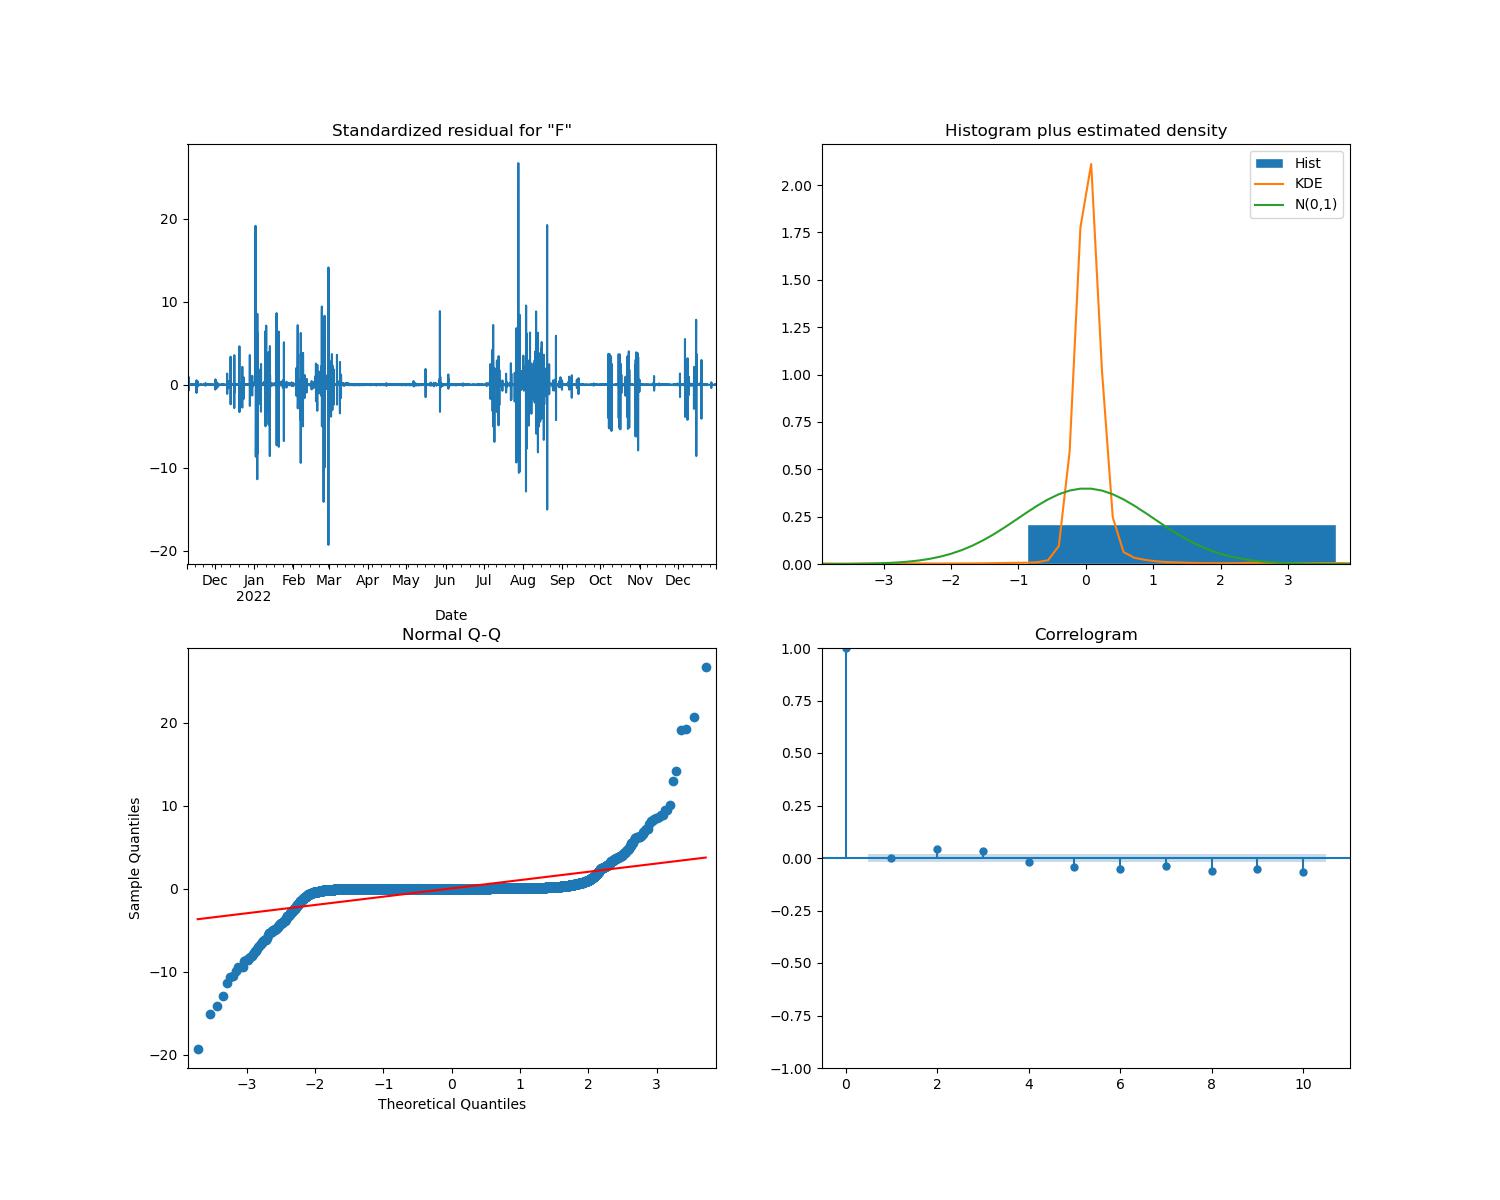 Standardized residual for "F"
20
10
0
−10
−20
Dec Jan Feb Mar Apr May Jun Jul Aug Sep Oct Nov Dec
2022
Date
Histogram plus estimated density
Hist
KDE
N(0,1)
2.00
1.75
1.50
1.25
1.00
0.75
0.50
0.25
0.00
−3 −2 −1 0 1 2 3
Normal Q-Q
Sample Quantiles
20
10
0
−10
−20
−3 −2 −1 0 1 2 3
Theoretical Quantiles
Correlogram
1.00
0.75
0.50
0.25
0.00
−0.25
−0.50
−0.75
−1.00
0 2 4 6 8 10